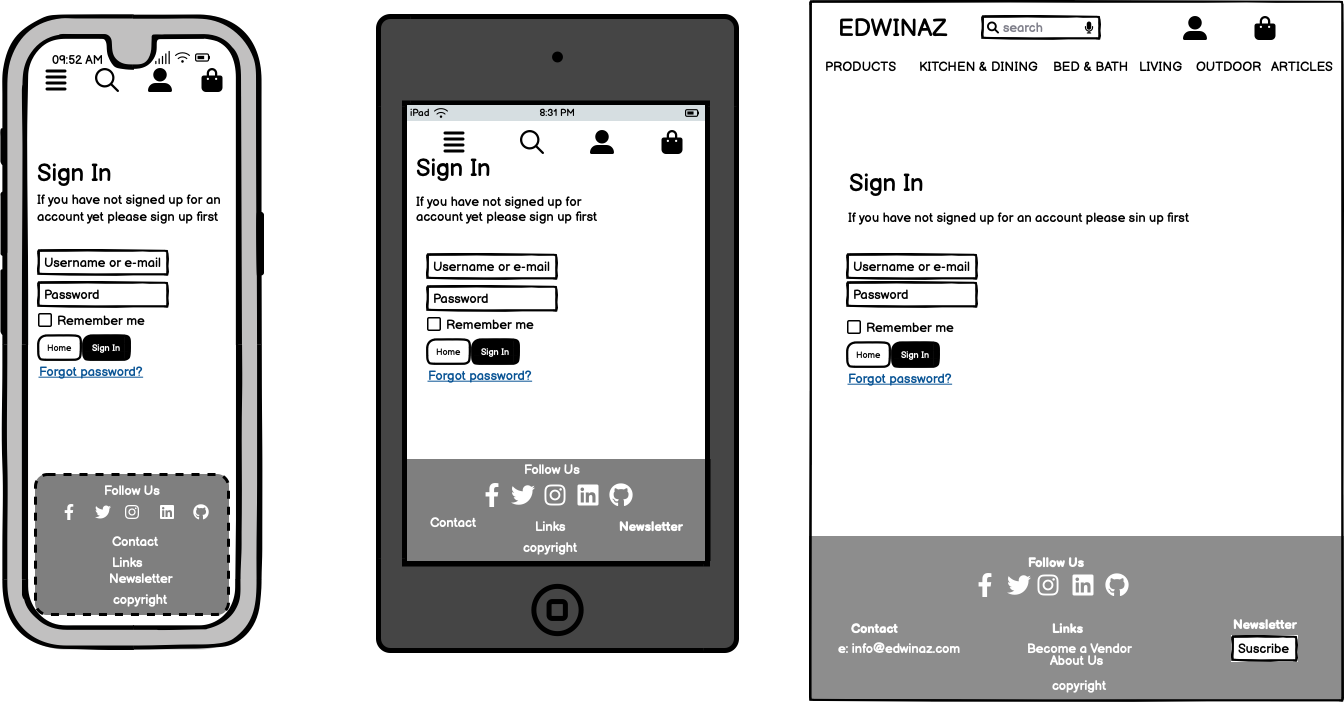 09:52 AM
Sign In
If you have not signed up for an
account yet please sign up first
Username or e-mail
Password
Remember me
Home
Sign In
Forgot password?
Follow Us
Contact
Links
Newsletter
copyright
iPad
8:31 PM
Sign In
If you have not signed up for
account yet please sign up first
Username or e-mail
Password
Remember me
Home
Sign In
Forgot password?
Follow Us
Contact
Links
Newsletter
copyright
EDWINAZ
search
PRODUCTS
KITCHEN & DINING
BED & BATH
LIVING
OUTDOOR
ARTICLES
Sign In
If you have not signed up for an account please sin up first
Username or e-mail
Password
Remember me
Home
Sign In
Forgot password?
Follow Us
Contact
e: info@edwinaz.com
Links
Become a Vendor
About Us
Newsletter
Suscribe
copyright